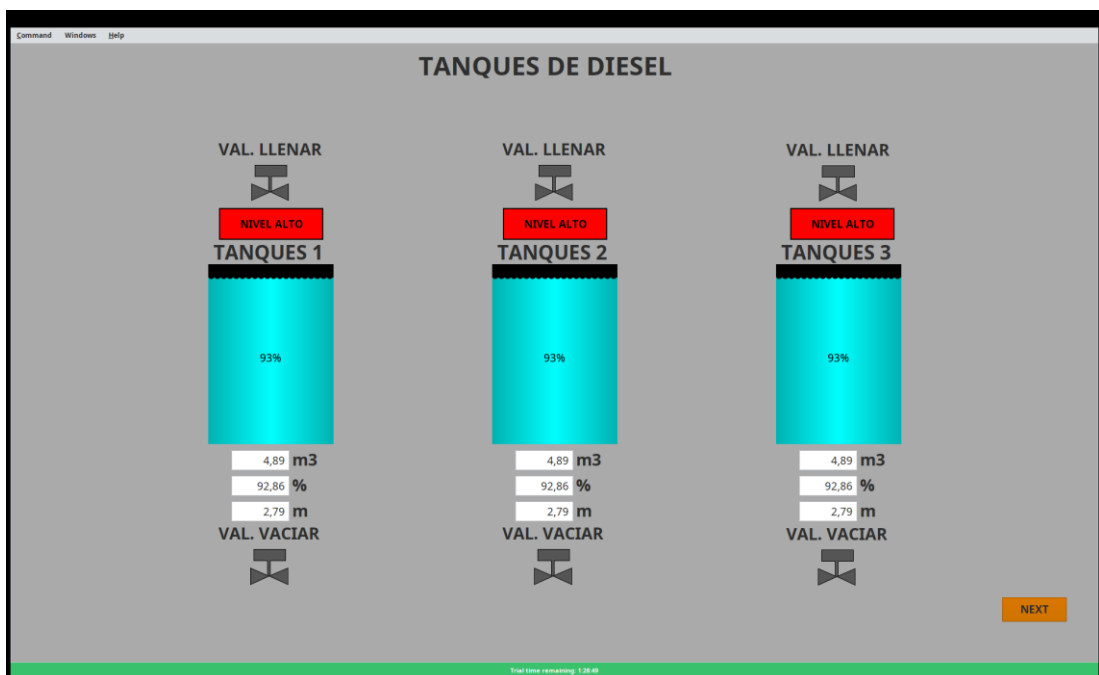 Command Windows Help
TANQUES DE DIESEL
VAL. LLENAR VAL. LLENAR VAL. LLENAR
NIVEL ALTO NIVEL ALTO NIVEL ALTO
TANQUES 1 TANQUES 2 TANQUES 3
93% 93% 93%
4,89 m3 4,89 m3 4,89 m3
92,86 % 92,86 % 92,86 %
2,79 m 2,79 m 2,79 m
VAL. VACIAR VAL. VACIAR VAL. VACIAR
NEXT
Trial time remaining: 1:28:49